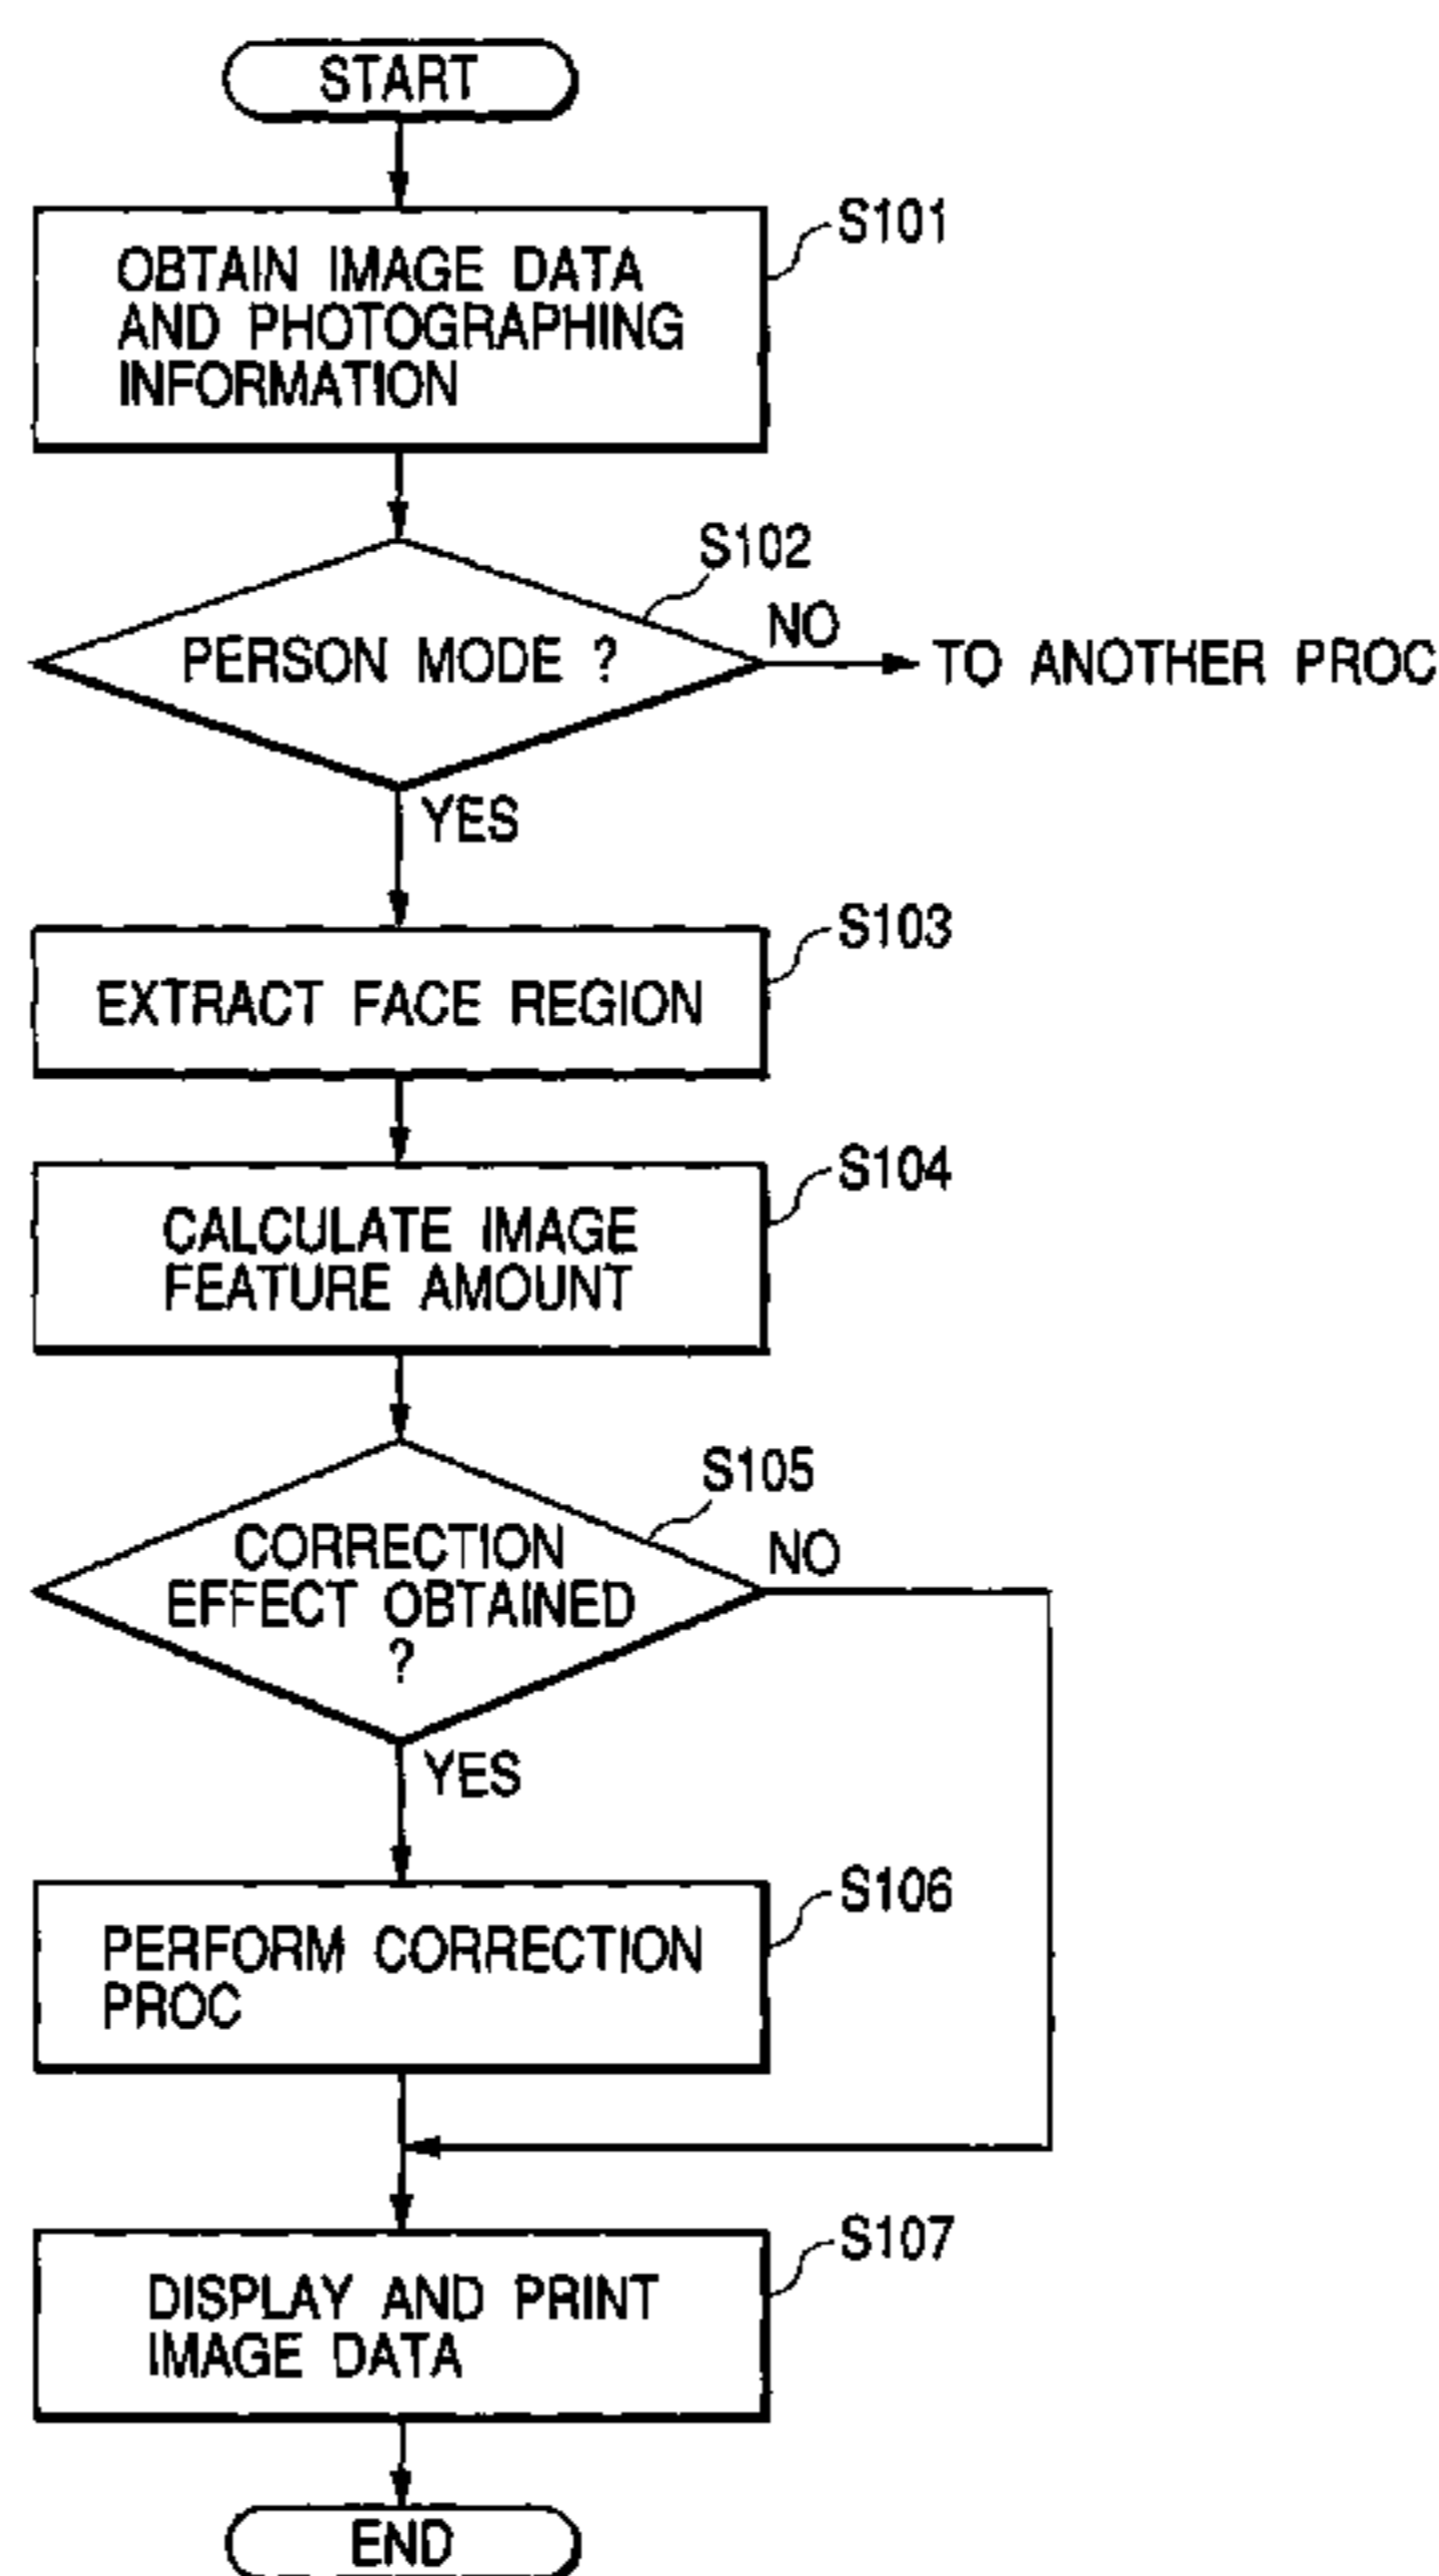 START
S101
OBTAIN IMAGE DATA
AND PHOTOGRAPHING
INFORMATION
S102
NO
PERSON MODE ?
TO ANOTHER PROC
YES
S103
EXTRACT FACE REGION
S104
CALCULATE IMAGE
FEATURE AMOUNT
S105
NO
CORRECTION
EFFECT OBTAINED
?
YES
S106
PERFORM CORRECTION
PROC
S107
DISPLAY AND PRINT
IMAGE DATA
END